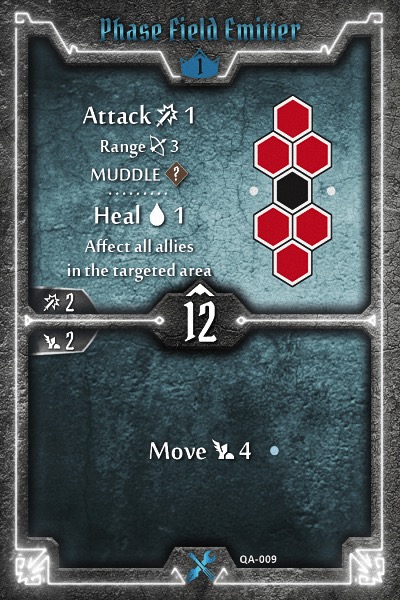 Phase Field Emitter
1
Attack 1
Range 3
MUDDLE ?
Heal 1
Affect all allies
in the targeted area
2
12
2
Move 4
QA-009